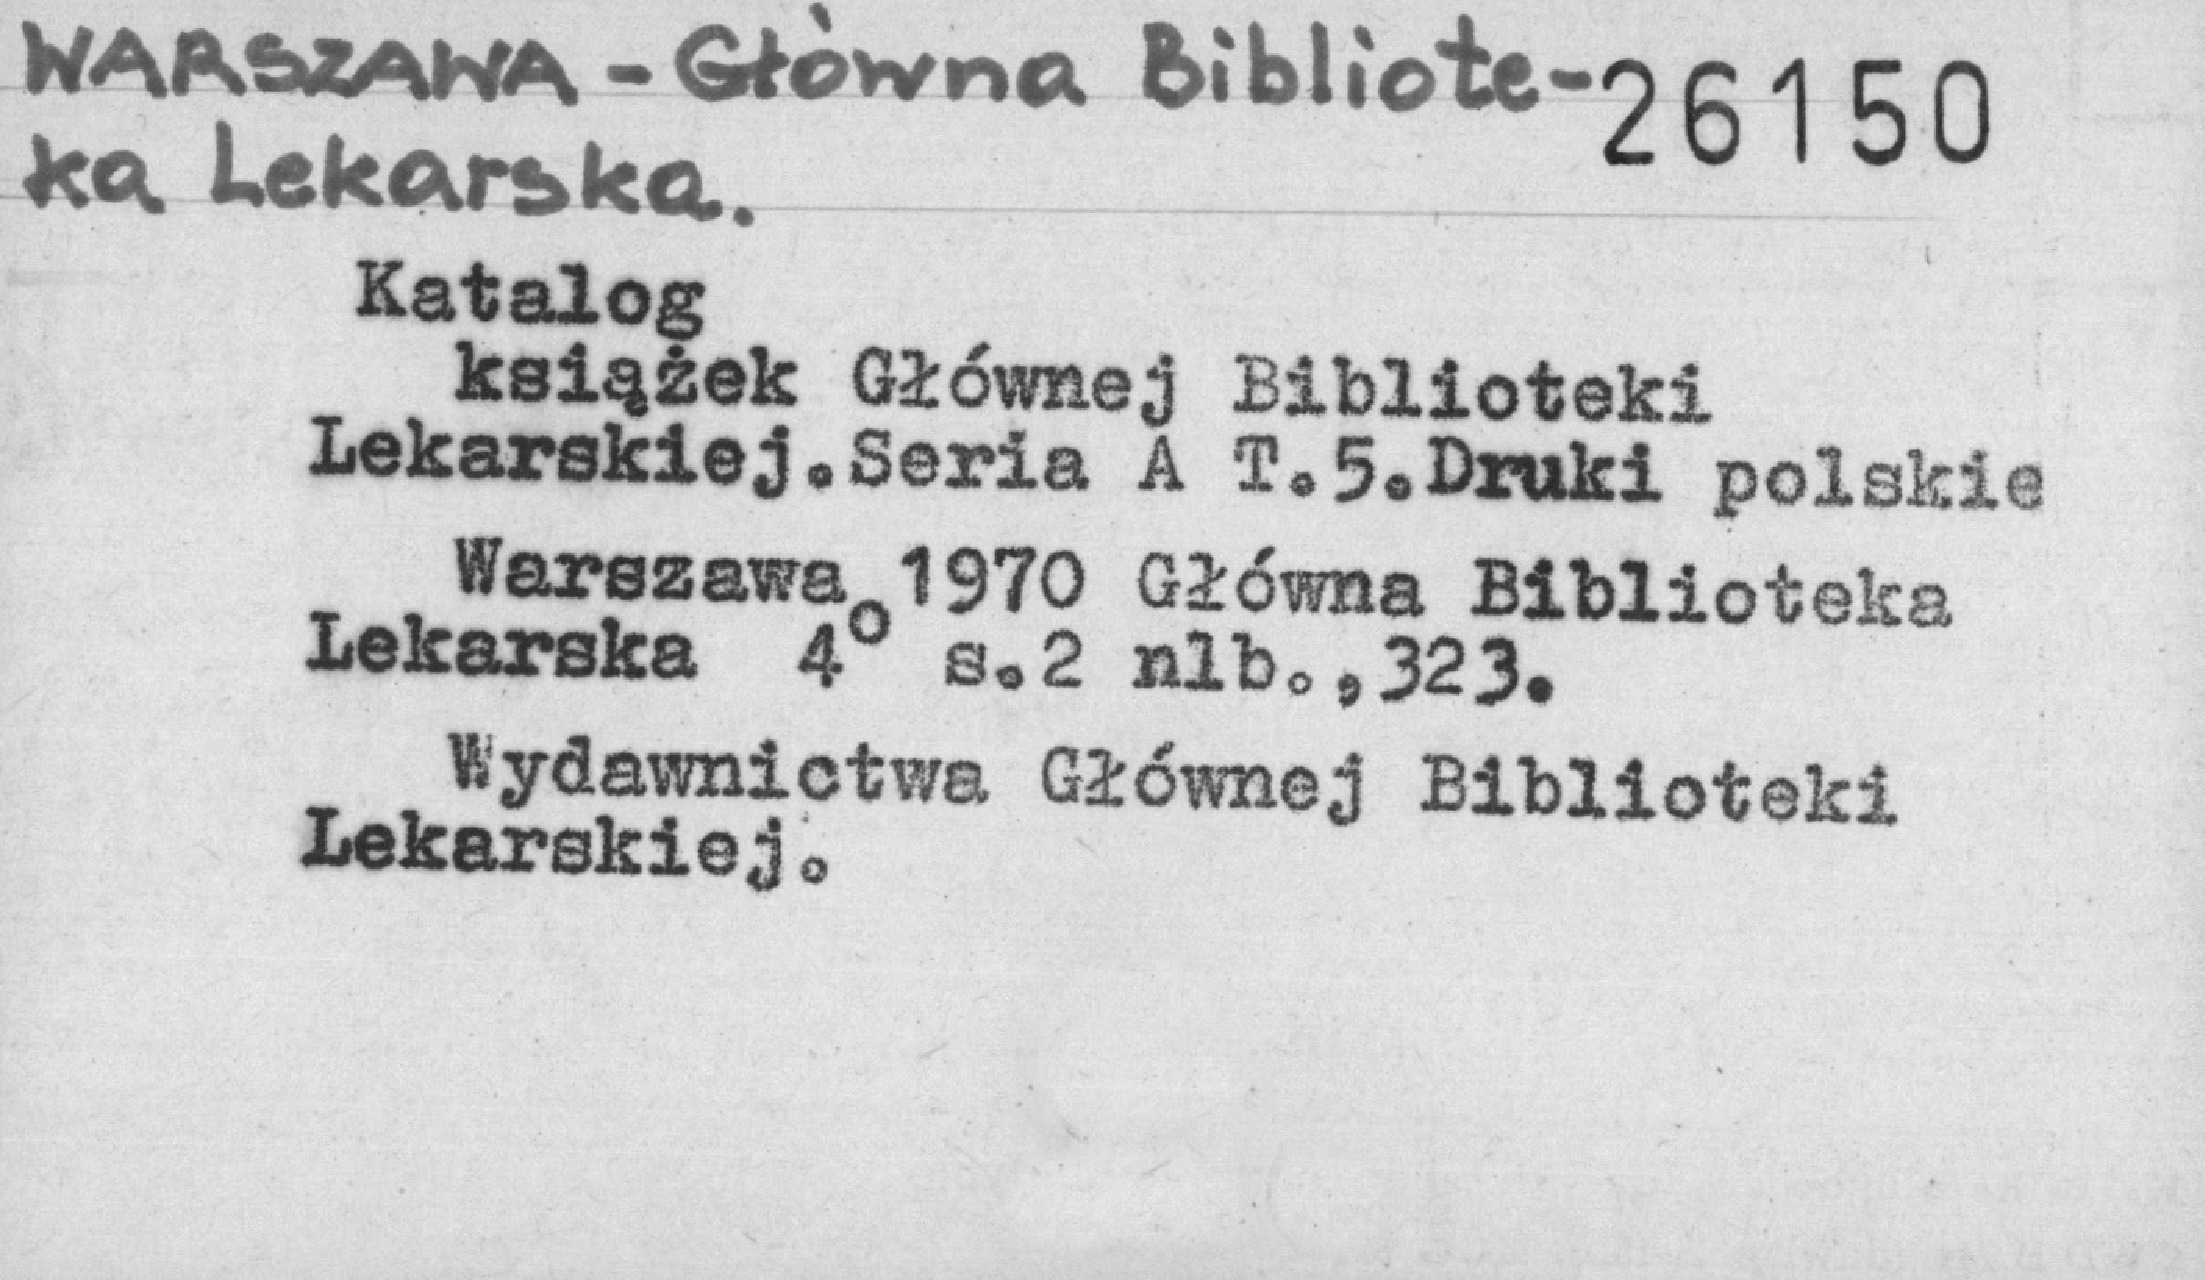 WARSZAWA - Główna Bibliote-
26150
ka Lekarska.
Katalog
książek Głównej Biblioteki
Lekarskiej.Seria A T.5.Druki polskie
Warszawa 1970 Główna Biblioteka
Lekarska 4° s.2 nlb.,323.
Wydawnictwa Głównej Biblioteki
Lekarskiej.